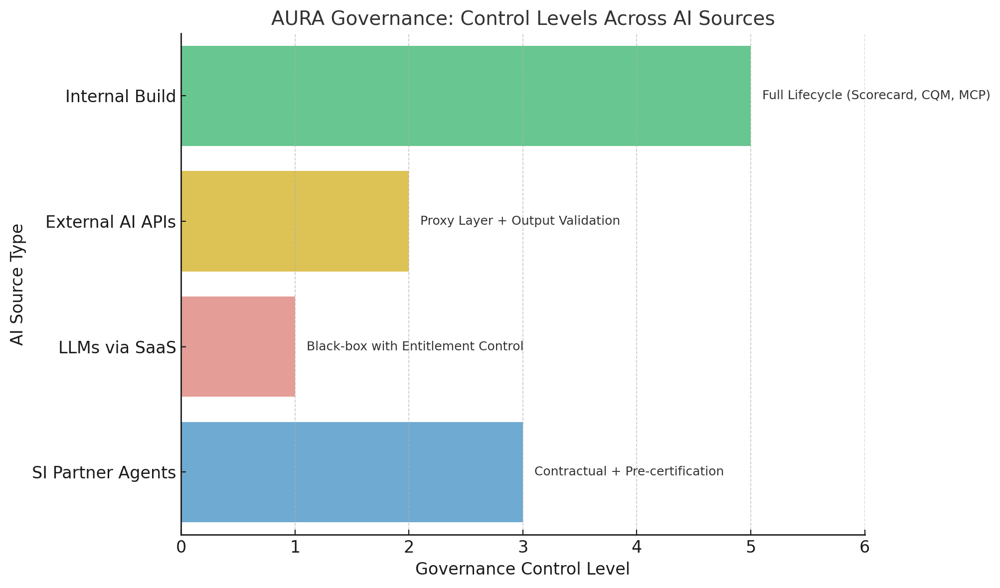 AURA Governance: Control Levels Across AI Sources
Internal Build
Full Lifecycle (Scorecard, CQM, MCP)
External AI APIs
Proxy Layer + Output Validation
AI Source Type
LLMs via SaaS
Black-box with Entitlement Control
SI Partner Agents
Contractual + Pre-certification
0 1 2 3 4 5 6
Governance Control Level